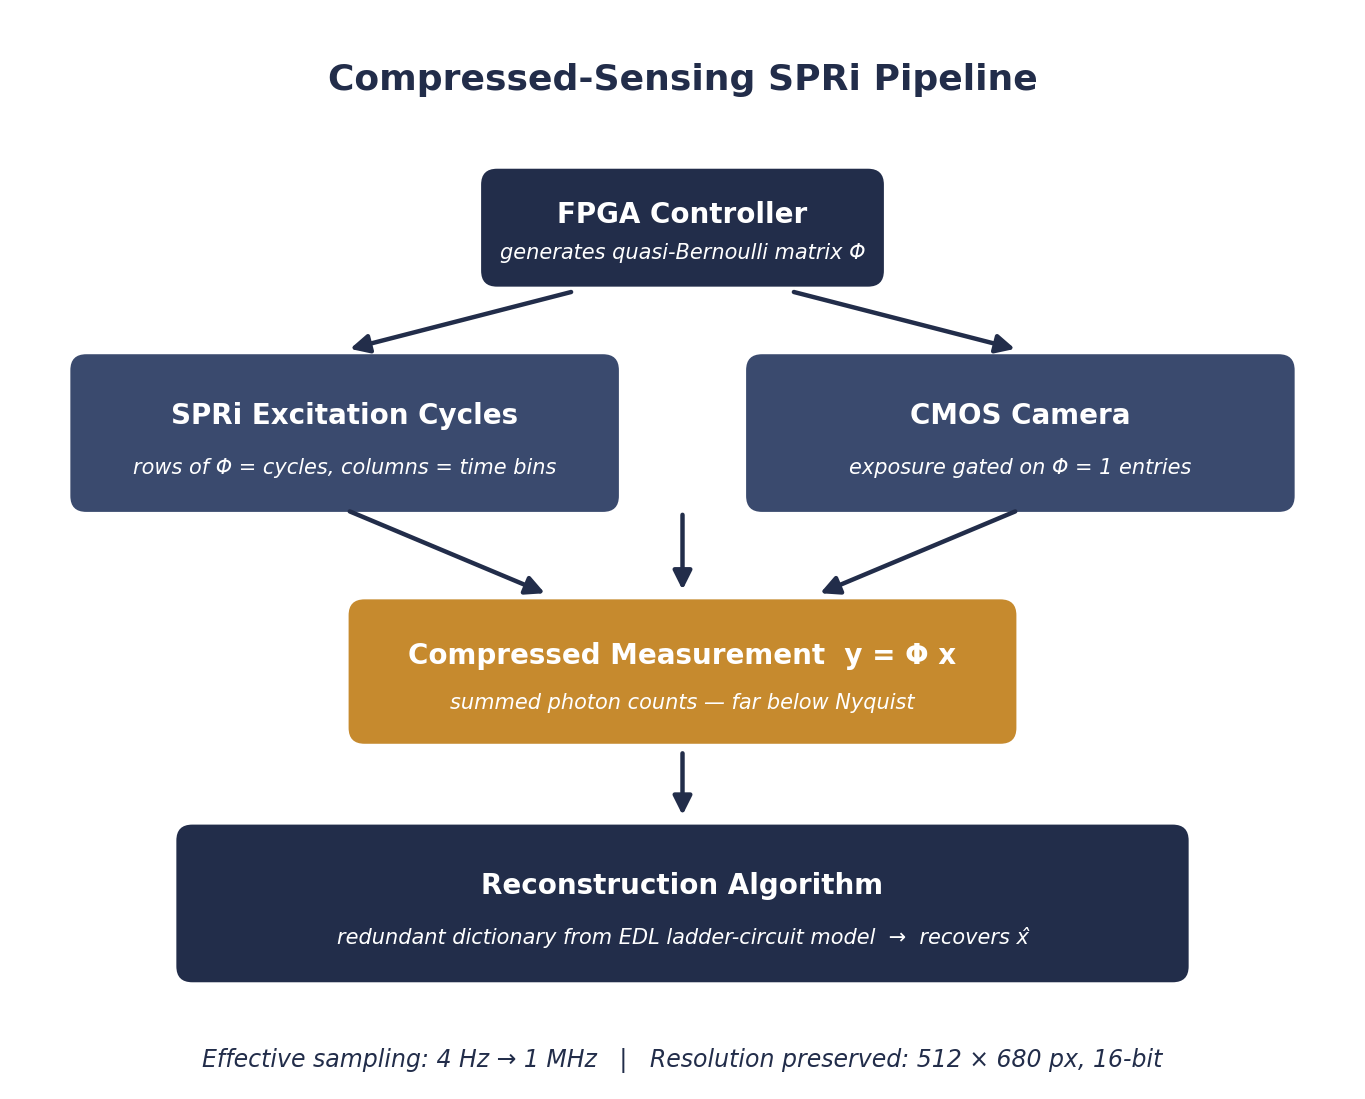 Compressed-Sensing SPRi Pipeline
FPGA Controller
generates quasi-Bernoulli matrix Φ
SPRi Excitation Cycles
rows of Φ = cycles, columns = time bins
CMOS Camera
exposure gated on Φ = 1 entries
Compressed Measurement  y = Φ x
summed photon counts — far below Nyquist
Reconstruction Algorithm
redundant dictionary from EDL ladder-circuit model → recovers x̂
Effective sampling: 4 Hz → 1 MHz | Resolution preserved: 512 × 680 px, 16-bit